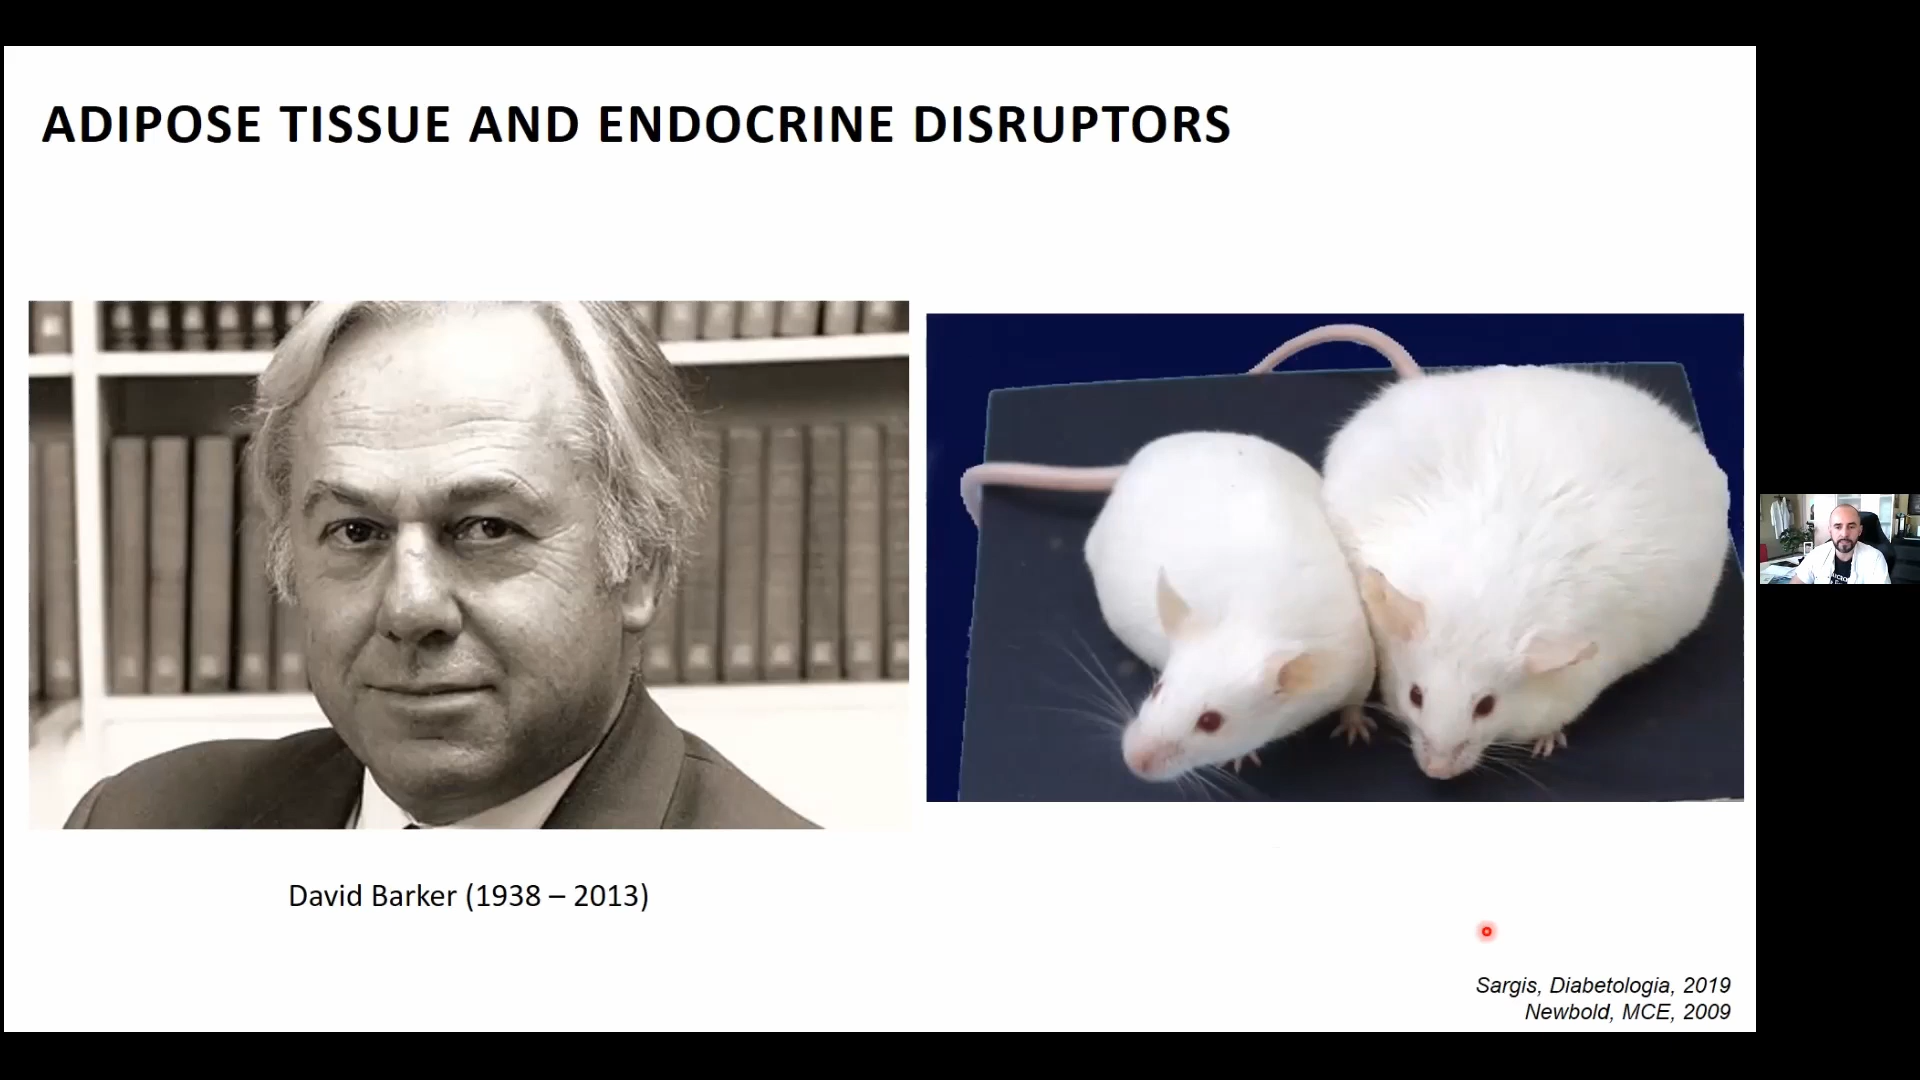 ADIPOSE TISSUE AND ENDOCRINE DISRUPTORS
David Barker (1938 – 2013)
Sargis, Diabetologia, 2019
Newbold, MCE, 2009